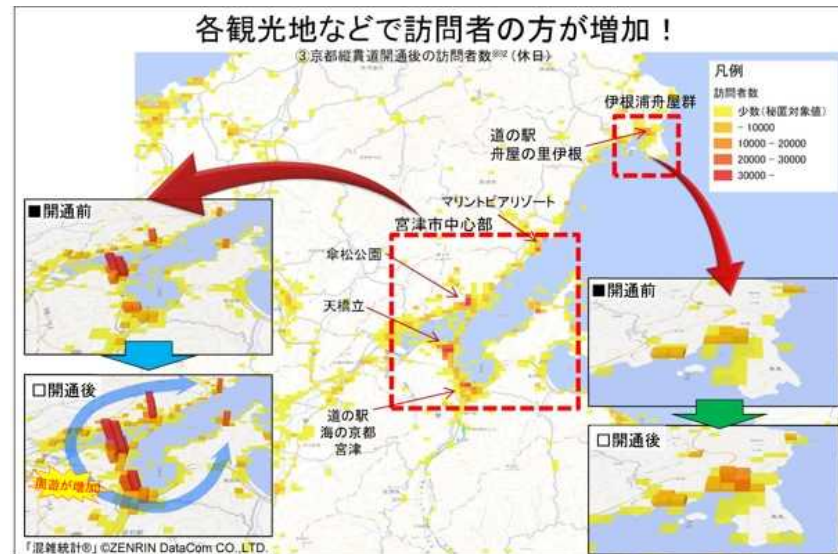 各観光地などで訪問者の方が増加！
③京都縦貫道開通後の訪問者数※2（休日）
凡例
訪問者数
少数（秘匿対象値）
- 10000
10000 - 20000
20000 - 30000
30000 -
伊根浦舟屋群
道の駅
舟屋の里伊根
マリントピアリゾート
宮津市中心部
傘松公園
天橋立
道の駅
海の京都
宮津
■開通前
□開通後
周遊が増加
■開通前
□開通後
「混雑統計®」©ZENRIN DataCom CO.,LTD.